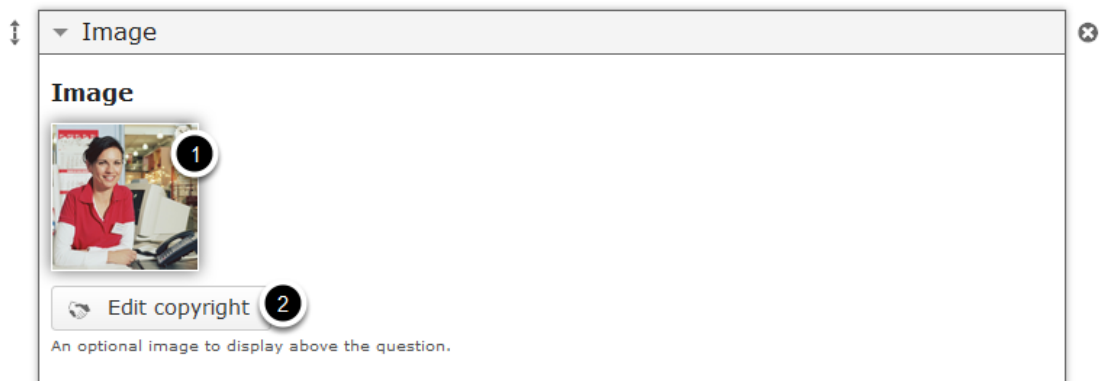 Image
Image
1
Edit copyright 2
An optional image to display above the question.